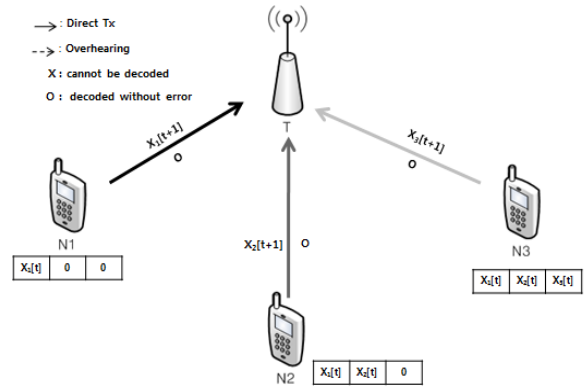 : Direct Tx
: Overhearing
X : cannot be decoded
O : decoded without error
T
X₁[t+1]
O
X₃[t+1]
O
X₂[t+1] O
N1
X₁[t] 0 0
N3
X₁[t] X₂[t] X₃[t]
N2
X₁[t] X₂[t] 0